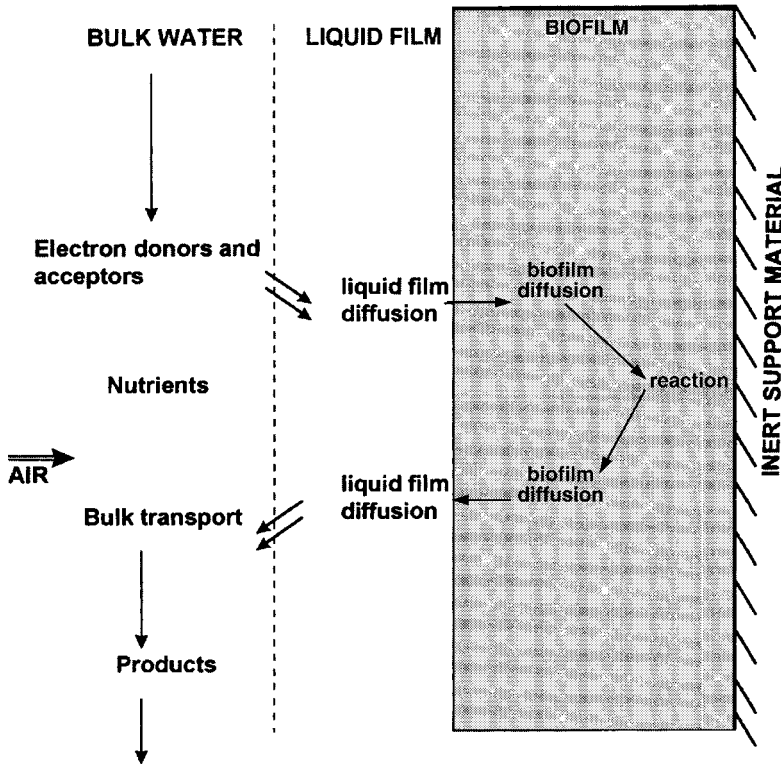 BULK WATER
LIQUID FILM
BIOFILM
Electron donors and
acceptors
liquid film
diffusion
biofilm
diffusion
Nutrients
reaction
AIR
Bulk transport
liquid film
diffusion
biofilm
diffusion
Products
INERT SUPPORT MATERIAL